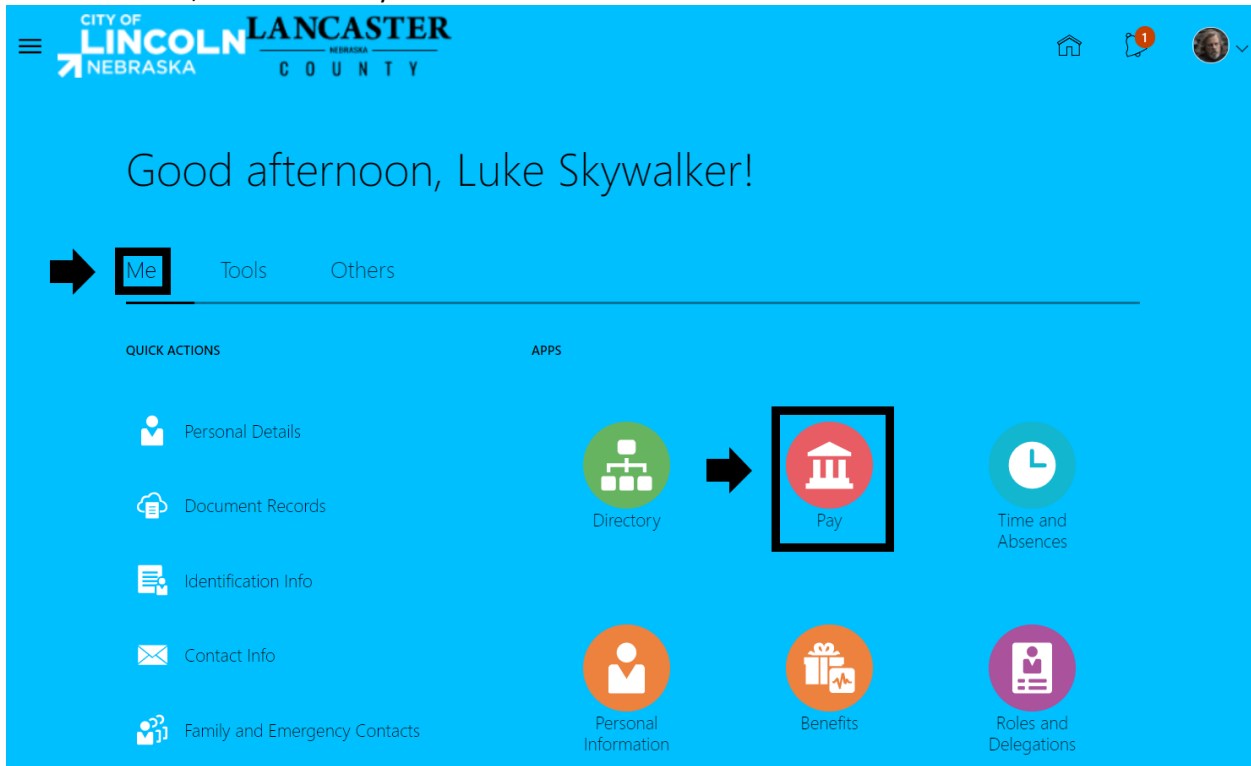 CITY OF
LINCOLN
NEBRASKA
LANCASTER
NEBRASKA
COUNTY
1
Good afternoon, Luke Skywalker!
Me Tools Others
QUICK ACTIONS
APPS
Personal Details
Document Records
Identification Info
Contact Info
Family and Emergency Contacts
Directory
Pay
Time and
Absences
Personal
Information
Benefits
Roles and
Delegations